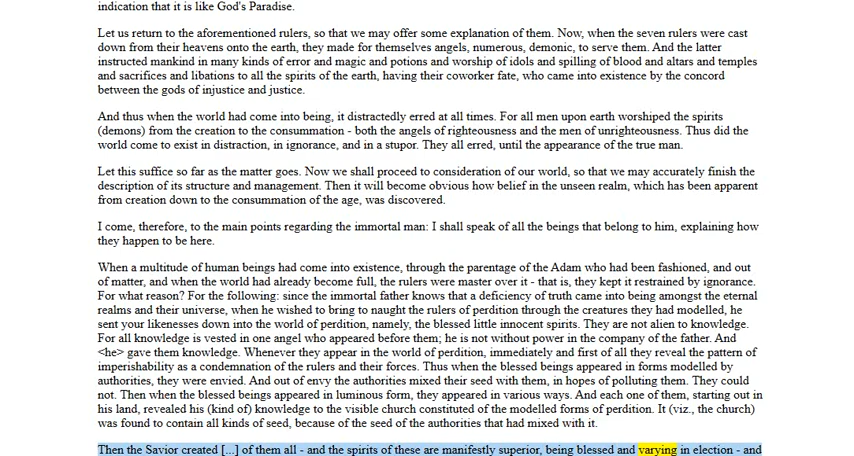 indication that it is like God's Paradise.
Let us return to the aforementioned rulers, so that we may offer some explanation of them. Now, when the seven rulers were cast
down from their heavens onto the earth, they made for themselves angels, numerous, demonic, to serve them. And the latter
instructed mankind in many kinds of error and magic and potions and worship of idols and spilling of blood and altars and temples
and sacrifices and libations to all the spirits of the earth, having their coworker fate, who came into existence by the concord
between the gods of injustice and justice.
And thus when the world had come into being, it distractedly erred at all times. For all men upon earth worshiped the spirits
(demons) from the creation to the consummation - both the angels of righteousness and the men of unrighteousness. Thus did the
world come to exist in distraction, in ignorance, and in a stupor. They all erred, until the appearance of the true man.
Let this suffice so far as the matter goes. Now we shall proceed to consideration of our world, so that we may accurately finish the
description of its structure and management. Then it will become obvious how belief in the unseen realm, which has been apparent
from creation down to the consummation of the age, was discovered.
I come, therefore, to the main points regarding the immortal man: I shall speak of all the beings that belong to him, explaining how
they happen to be here.
When a multitude of human beings had come into existence, through the parentage of the Adam who had been fashioned, and out
of matter, and when the world had already become full, the rulers were master over it - that is, they kept it restrained by ignorance.
For what reason? For the following: since the immortal father knows that a deficiency of truth came into being amongst the eternal
realms and their universe, when he wished to bring to naught the rulers of perdition through the creatures they had modelled, he
sent your likenesses down into the world of perdition, namely, the blessed little innocent spirits. They are not alien to knowledge.
For all knowledge is vested in one angel who appeared before them; he is not without power in the company of the father. And
<he> gave them knowledge. Whenever they appear in the world of perdition, immediately and first of all they reveal the pattern of
imperishability as a condemnation of the rulers and their forces. Thus when the blessed beings appeared in forms modelled by
authorities, they were envied. And out of envy the authorities mixed their seed with them, in hopes of polluting them. They could
not. Then when the blessed beings appeared in luminous form, they appeared in various ways. And each one of them, starting out in
his land, revealed his (kind of) knowledge to the visible church constituted of the modelled forms of perdition. It (viz., the church)
was found to contain all kinds of seed, because of the seed of the authorities that had mixed with it.
Then the Savior created [...] of them all - and the spirits of these are manifestly superior, being blessed and varying in election - and